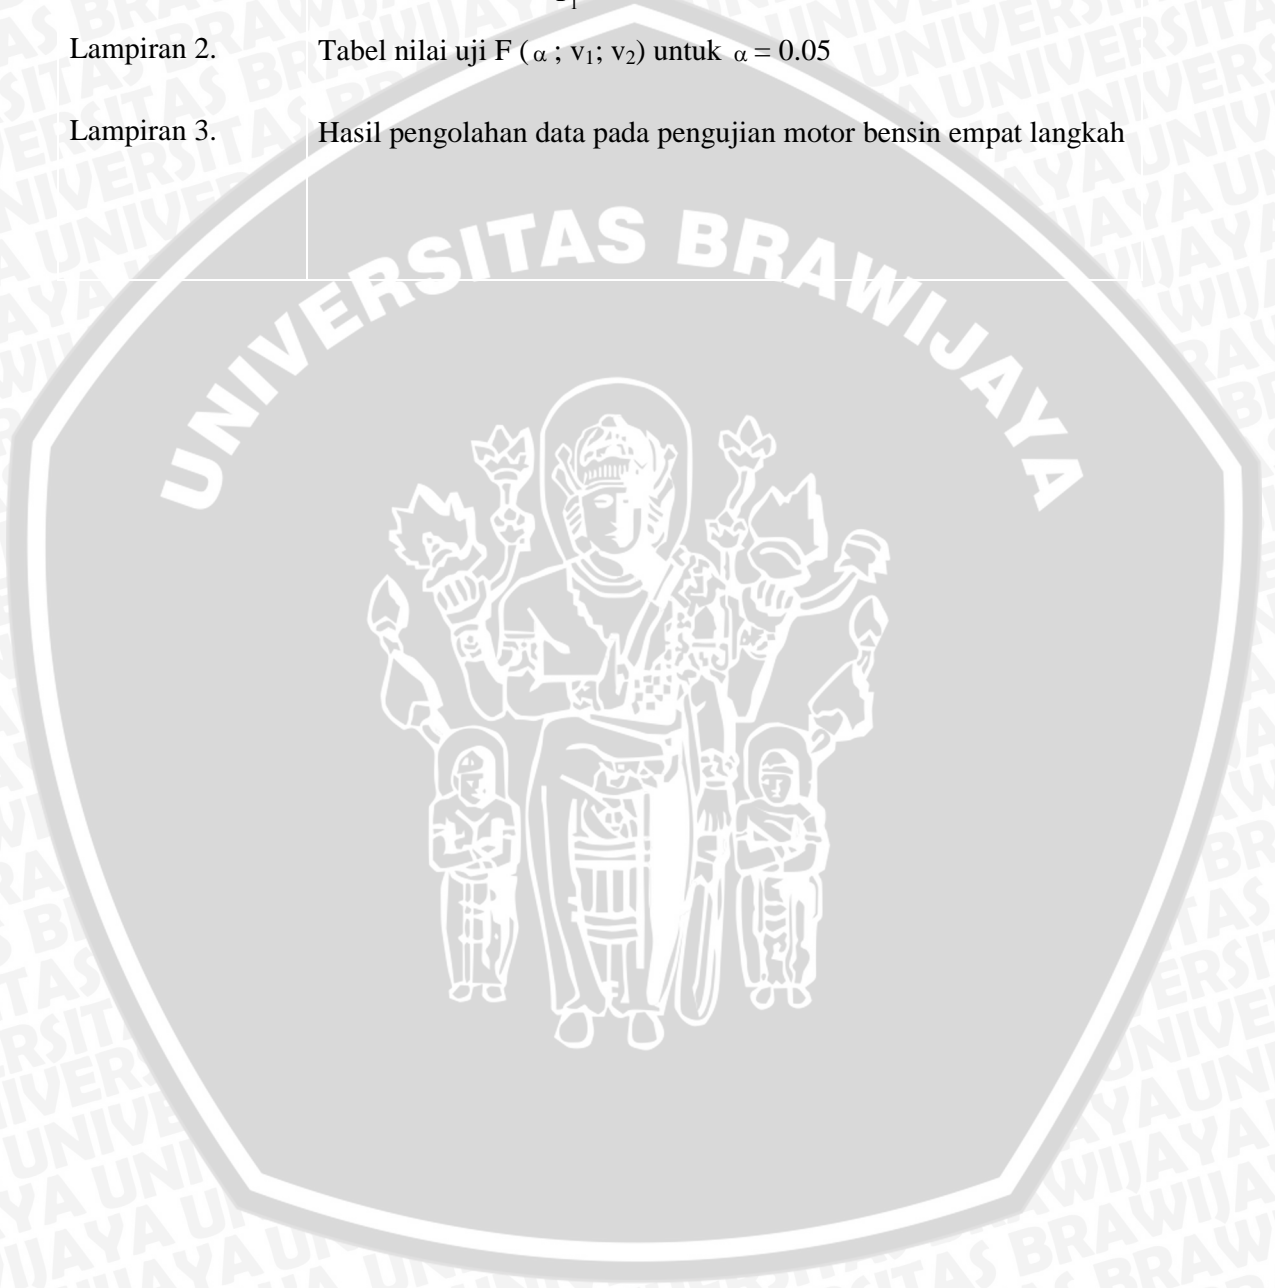 Lampiran 2. Tabel nilai uji F ( α ; v₁; v₂) untuk α = 0.05
Lampiran 3. Hasil pengolahan data pada pengujian motor bensin empat langkah
UNIVERSITAS BRAWIJAYA